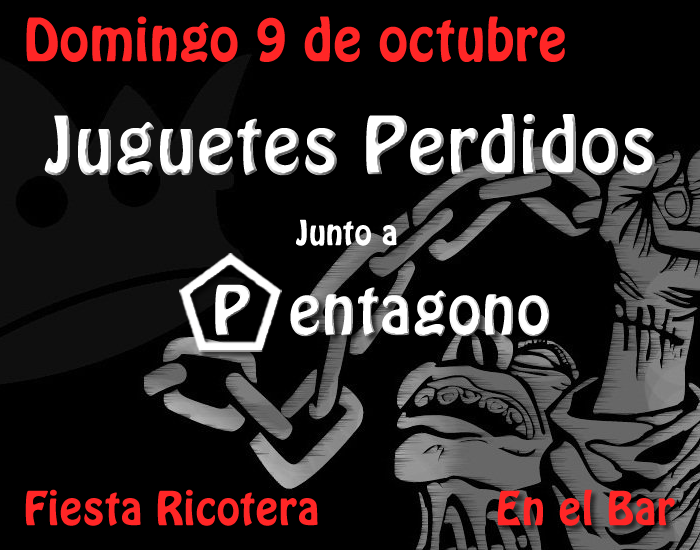 Domingo 9 de octubre
Juguetes Perdidos
Junto a
Pentagono
Fiesta Ricotera
En el Bar